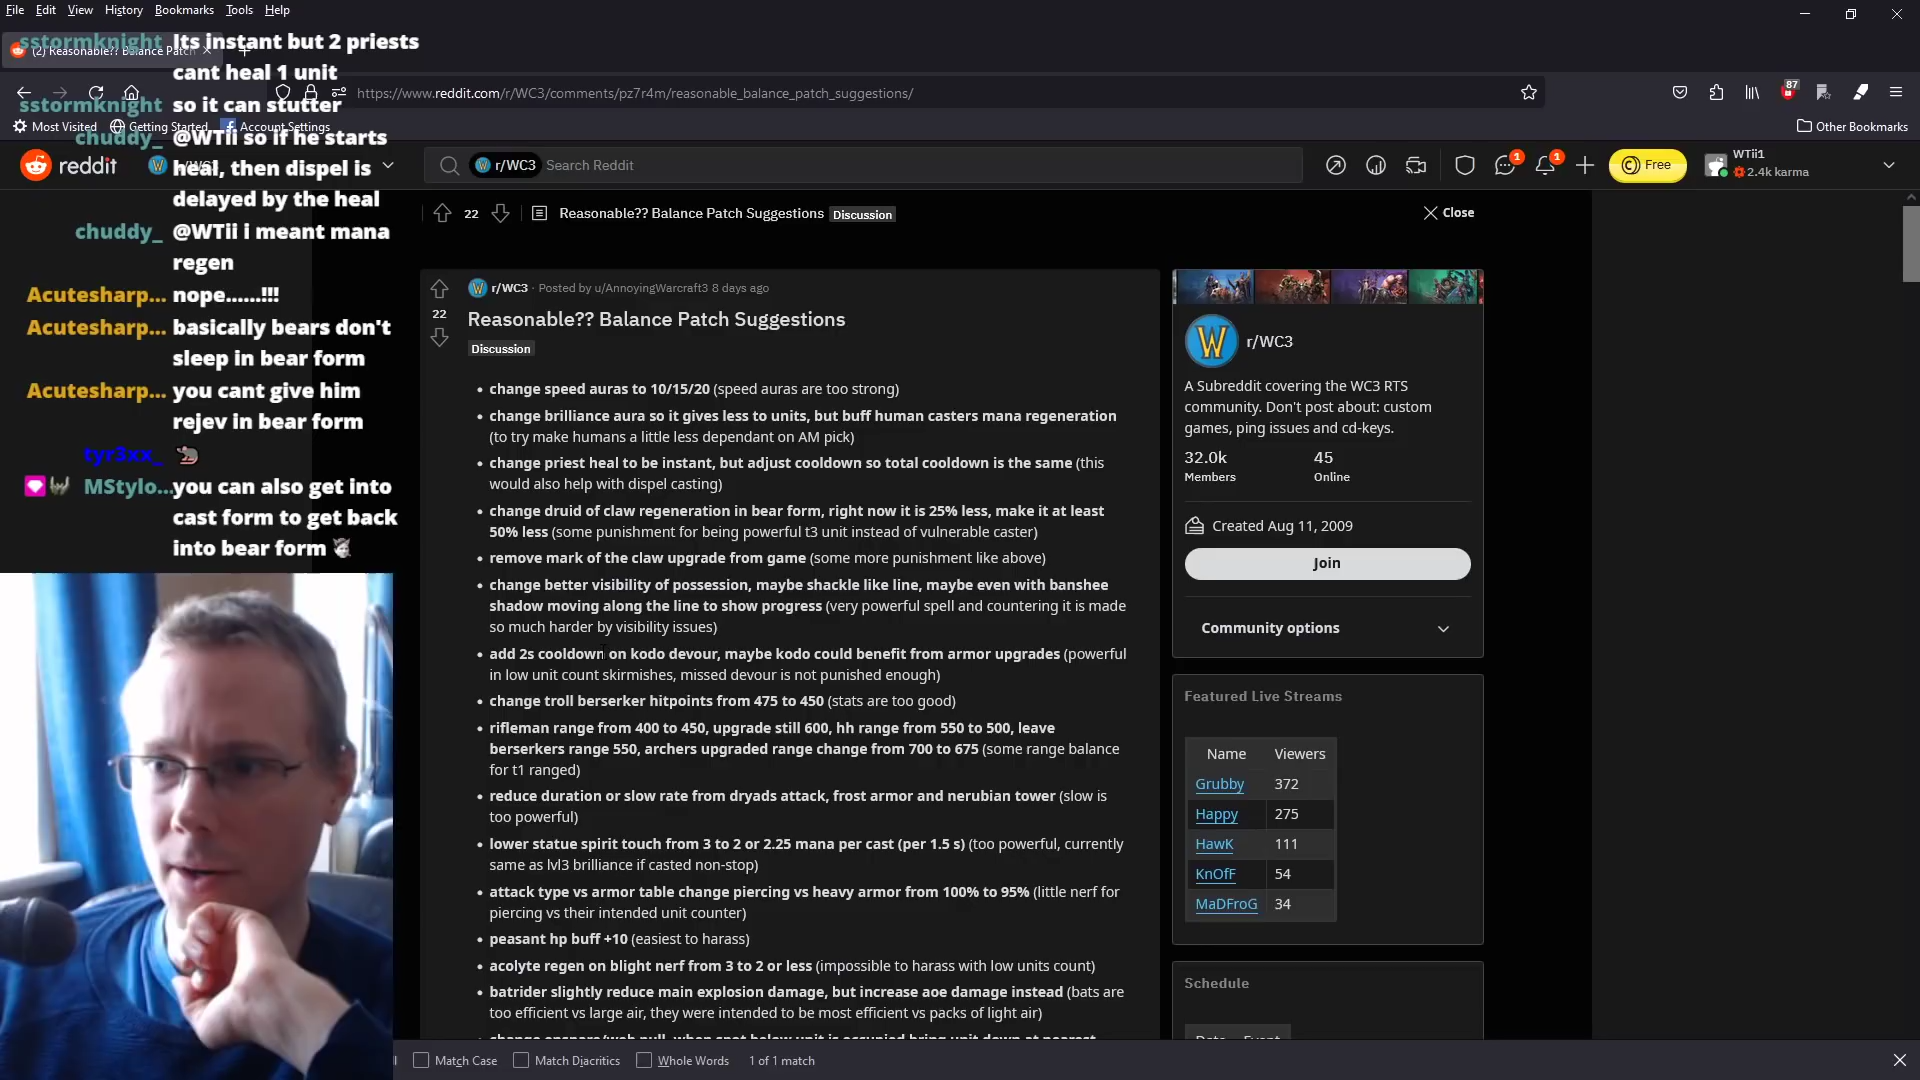 File Edit View History Bookmarks Tools Help
(2) Reasonable?? Balance Patch
https://www.reddit.com/r/WC3/comments/pz7r4m/reasonable_balance_patch_suggestions/
87
Most Visited Getting Started Account Settings
Other Bookmarks
sstormknight Its instant but 2 priests
cant heal 1 unit
sstormknight so it can stutter
chuddy_ @WTii so if he starts
heal, then dispel is
delayed by the heal
chuddy_ @WTii i meant mana
regen
Acutesharp... nope......!!!
Acutesharp... basically bears don't
sleep in bear form
Acutesharp... you cant give him
rejev in bear form
tyr3xx_
MStylo... you can also get into
cast form to get back
into bear form
reddit
r/WC3 Search Reddit
1
1
Free
WTii1
2.4k karma
22 Reasonable?? Balance Patch Suggestions Discussion
Close
r/WC3 · Posted by u/AnnoyingWarcraft3 8 days ago
22
Reasonable?? Balance Patch Suggestions
Discussion
• change speed auras to 10/15/20 (speed auras are too strong)
• change brilliance aura so it gives less to units, but buff human casters mana regeneration
(to try make humans a little less dependant on AM pick)
• change priest heal to be instant, but adjust cooldown so total cooldown is the same (this
would also help with dispel casting)
• change druid of claw regeneration in bear form, right now it is 25% less, make it at least
50% less (some punishment for being powerful t3 unit instead of vulnerable caster)
• remove mark of the claw upgrade from game (some more punishment like above)
• change better visibility of possession, maybe shackle like line, maybe even with banshee
shadow moving along the line to show progress (very powerful spell and countering it is made
so much harder by visibility issues)
• add 2s cooldown on kodo devour, maybe kodo could benefit from armor upgrades (powerful
in low unit count skirmishes, missed devour is not punished enough)
• change troll berserker hitpoints from 475 to 450 (stats are too good)
• rifleman range from 400 to 450, upgrade still 600, hh range from 550 to 500, leave
berserkers range 550, archers upgraded range change from 700 to 675 (some range balance
for t1 ranged)
• reduce duration or slow rate from dryads attack, frost armor and nerubian tower (slow is
too powerful)
• lower statue spirit touch from 3 to 2 or 2.25 mana per cast (per 1.5 s) (too powerful, currently
same as lvl3 brilliance if casted non-stop)
• attack type vs armor table change piercing vs heavy armor from 100% to 95% (little nerf for
piercing vs their intended unit counter)
• peasant hp buff +10 (easiest to harass)
• acolyte regen on blight nerf from 3 to 2 or less (impossible to harass with low units count)
• batrider slightly reduce main explosion damage, but increase aoe damage instead (bats are
too efficient vs large air, they were intended to be most efficient vs packs of light air)
r/WC3
A Subreddit covering the WC3 RTS
community. Don't post about: custom
games, ping issues and cd-keys.
32.0k 45
Members Online
Created Aug 11, 2009
Join
Community options
Featured Live Streams
Name Viewers
Grubby 372
Happy 275
HawK 111
KnOfF 54
MaDFroG 34
Schedule
Match Case Match Diacritics Whole Words 1 of 1 match